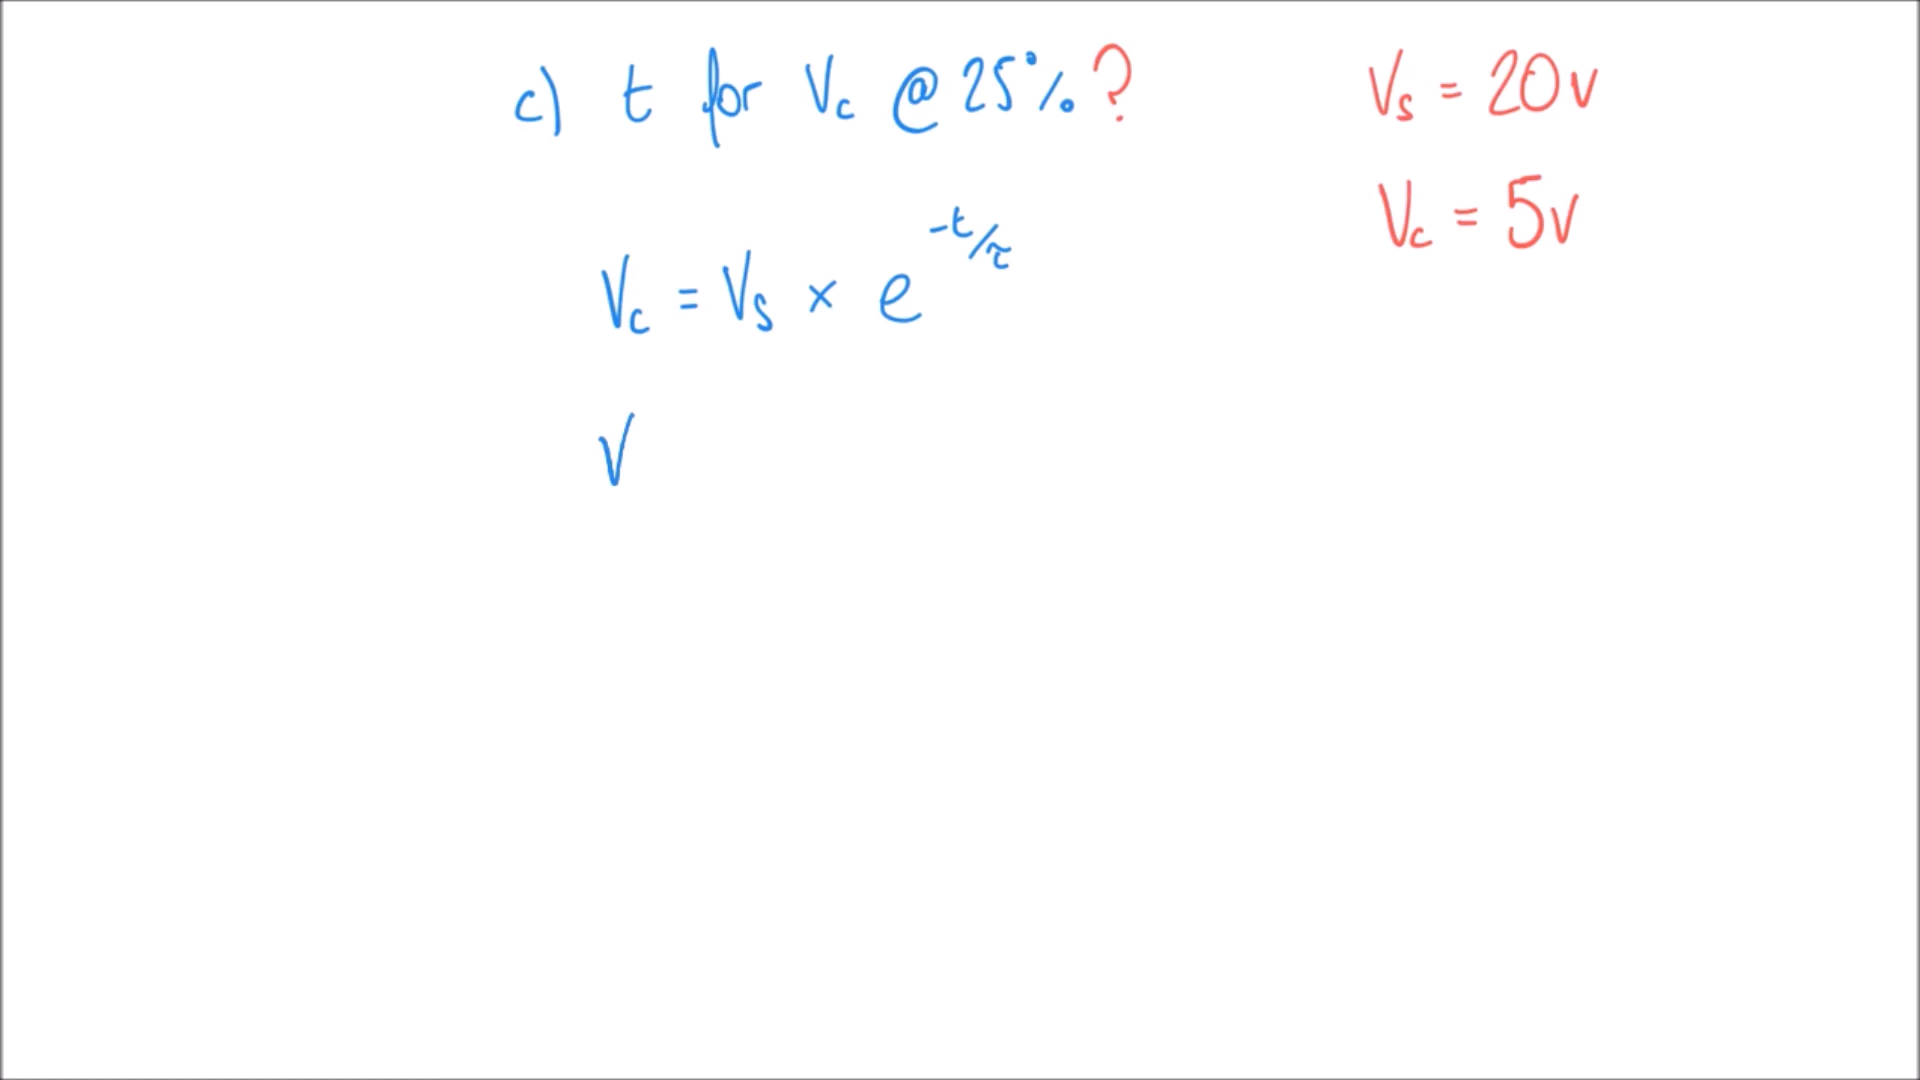 c) t for Vc @ 25% ?
Vs = 20v
Vc = 5v
Vc = Vs × e^-t/τ
V